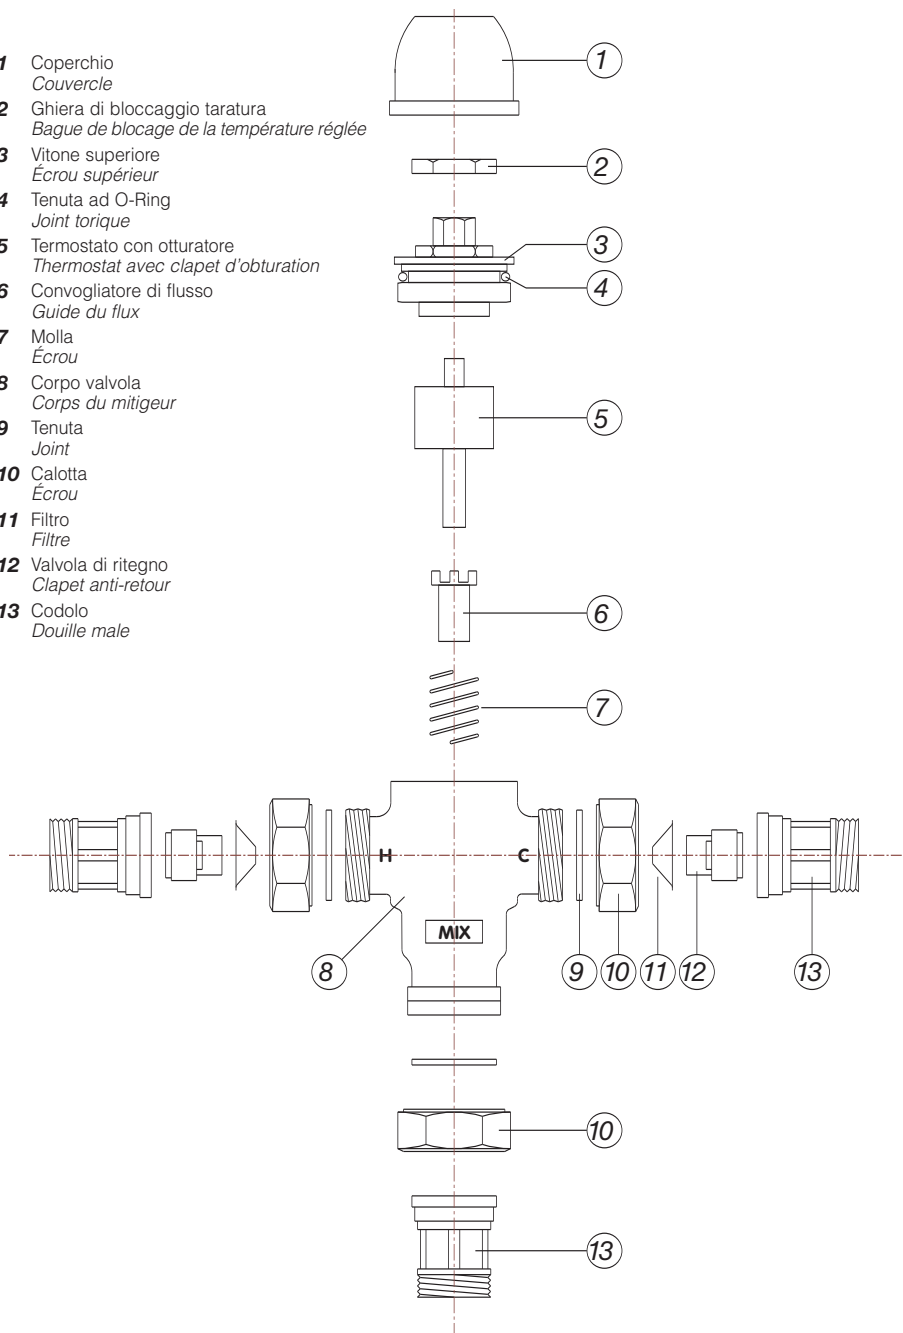 1 Coperchio
Couvercle
2 Ghiera di bloccaggio taratura
Bague de blocage de la température réglée
3 Vitone superiore
Écrou supérieur
4 Tenuta ad O-Ring
Joint torique
5 Termostato con otturatore
Thermostat avec clapet d'obturation
6 Convogliatore di flusso
Guide du flux
7 Molla
Écrou
8 Corpo valvola
Corps du mitigeur
9 Tenuta
Joint
10 Calotta
Écrou
11 Filtro
Filtre
12 Valvola di ritegno
Clapet anti-retour
13 Codolo
Douille male
1
2
3
4
5
6
7
H C
MIX
8 9 10 11 12 13
10
13